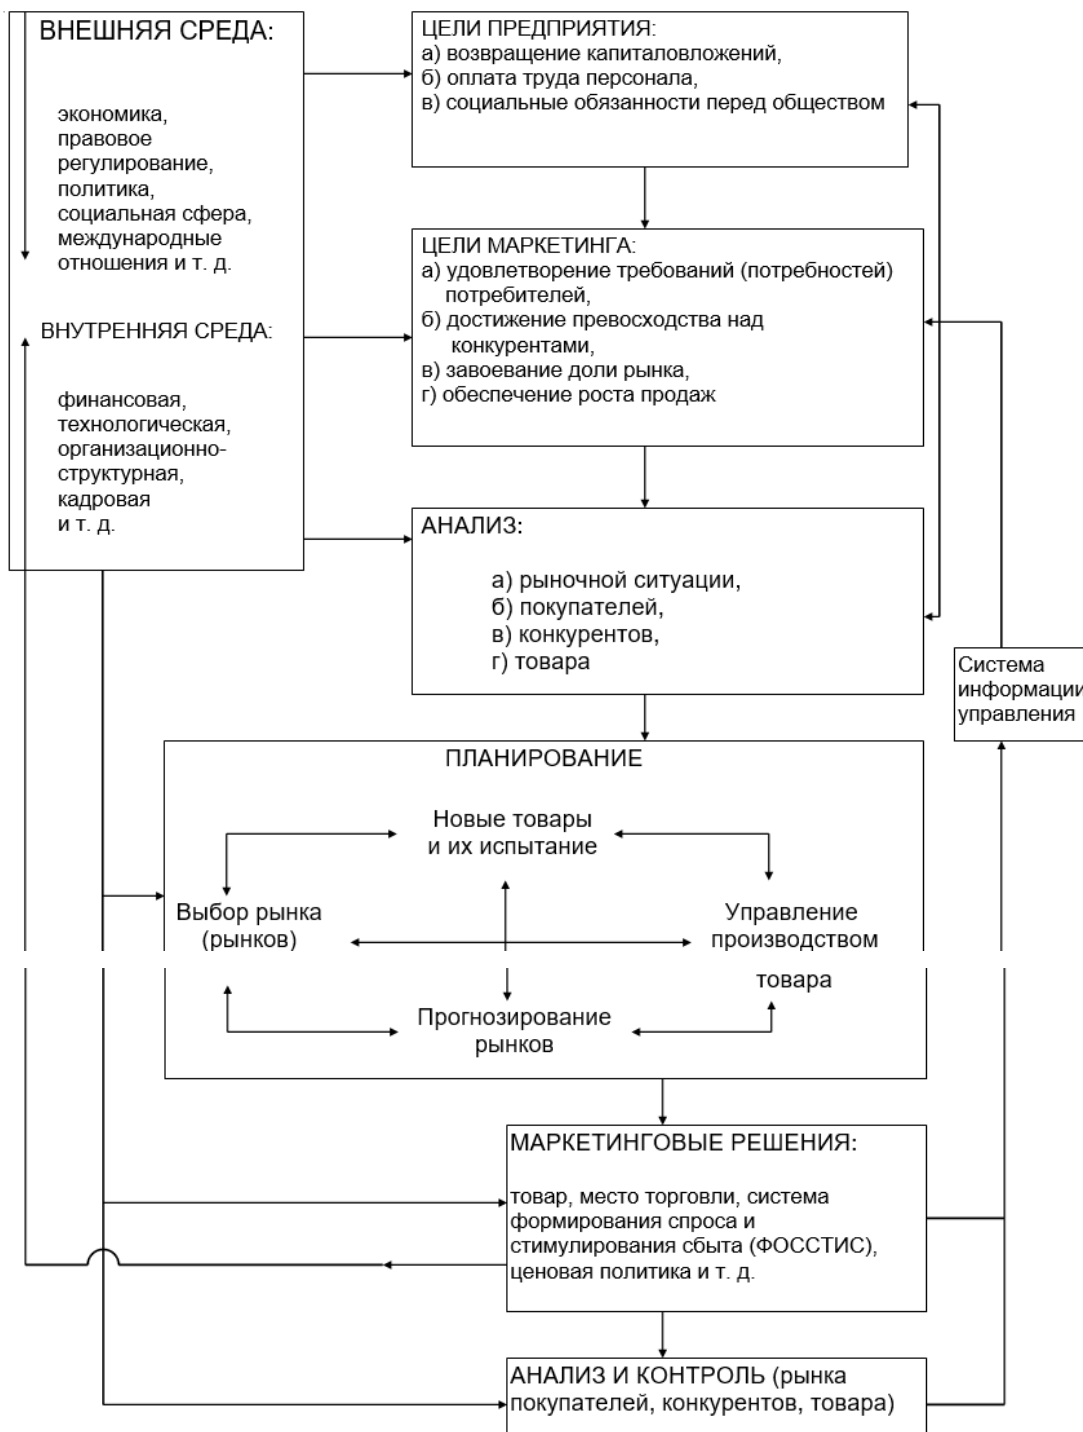 ВНЕШНЯЯ СРЕДА:
экономика,
правовое
регулирование,
политика,
социальная сфера,
международные
отношения и т. д.
ВНУТРЕННЯЯ СРЕДА:
финансовая,
технологическая,
организационно-
структурная,
кадровая
и т. д.
ЦЕЛИ ПРЕДПРИЯТИЯ:
а) возвращение капиталовложений,
б) оплата труда персонала,
в) социальные обязанности перед обществом
ЦЕЛИ МАРКЕТИНГА:
а) удовлетворение требований (потребностей)
потребителей,
б) достижение превосходства над
конкурентами,
в) завоевание доли рынка,
г) обеспечение роста продаж
АНАЛИЗ:
а) рыночной ситуации,
б) покупателей,
в) конкурентов,
г) товара
Система
информации
управления
ПЛАНИРОВАНИЕ
Новые товары
и их испытание
Выбор рынка
(рынков)
Управление
производством
товара
Прогнозирование
рынков
МАРКЕТИНГОВЫЕ РЕШЕНИЯ:
товар, место торговли, система
формирования спроса и
стимулирования сбыта (ФОССТИС),
ценовая политика и т. д.
АНАЛИЗ И КОНТРОЛЬ (рынка
покупателей, конкурентов, товара)